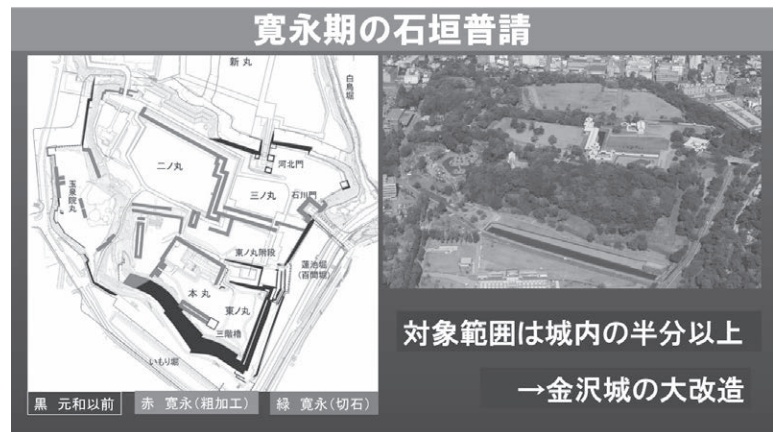 寛永期の石垣普請
新丸
白鳥堀
河北門
二ノ丸
三ノ丸
石川門
玉泉院丸
東ノ丸附段
蓮池堀
(百間堀)
本丸
東ノ丸
三階櫓
いもり堀
黒 元和以前
赤 寛永(粗加工)
緑 寛永(切石)
対象範囲は城内の半分以上
→金沢城の大改造